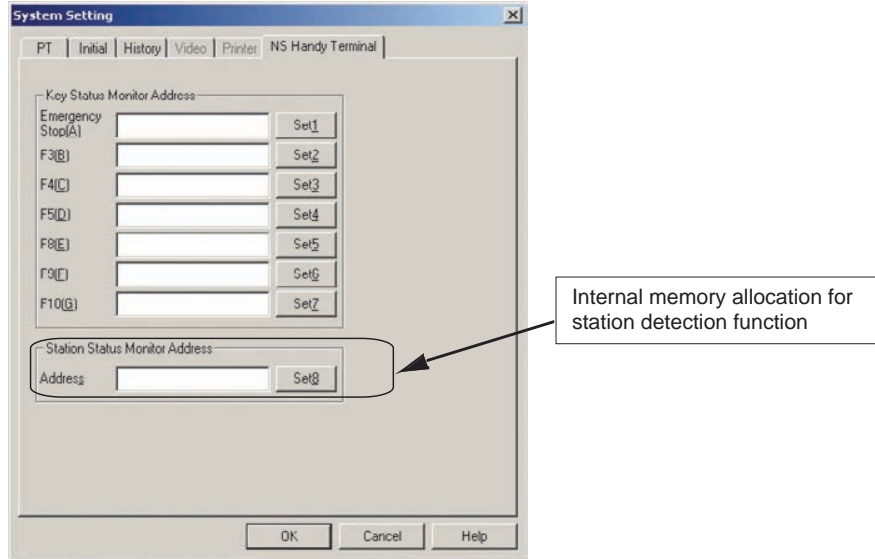 System Setting
PT Initial History Video Printer NS Handy Terminal
Key Status Monitor Address
Emergency
Stop(A) Set1
F3(B) Set2
F4(C) Set3
F5(D) Set4
F8(E) Set5
F9(F) Set6
F10(G) Set7
Station Status Monitor Address
Address Set8
Internal memory allocation for
station detection function
OK Cancel Help